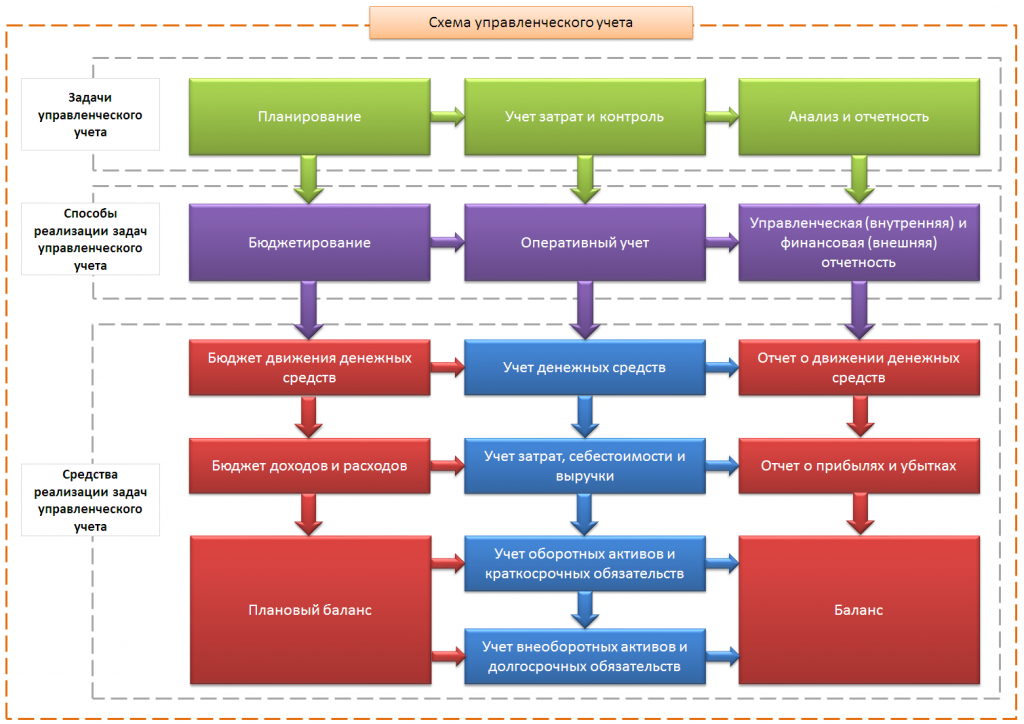 Схема управленческого учета
Задачи
управленческого
учета
Планирование
Учет затрат и контроль
Анализ и отчетность
Способы
реализации задач
управленческого
учета
Бюджетирование
Оперативный учет
Управленческая (внутренняя) и
финансовая (внешняя)
отчетность
Средства
реализации задач
управленческого
учета
Бюджет движения денежных
средств
Учет денежных средств
Отчет о движении денежных
средств
Бюджет доходов и расходов
Учет затрат, себестоимости и
выручки
Отчет о прибылях и убытках
Плановый баланс
Учет оборотных активов и
краткосрочных обязательств
Учет внеоборотных активов и
долгосрочных обязательств
Баланс